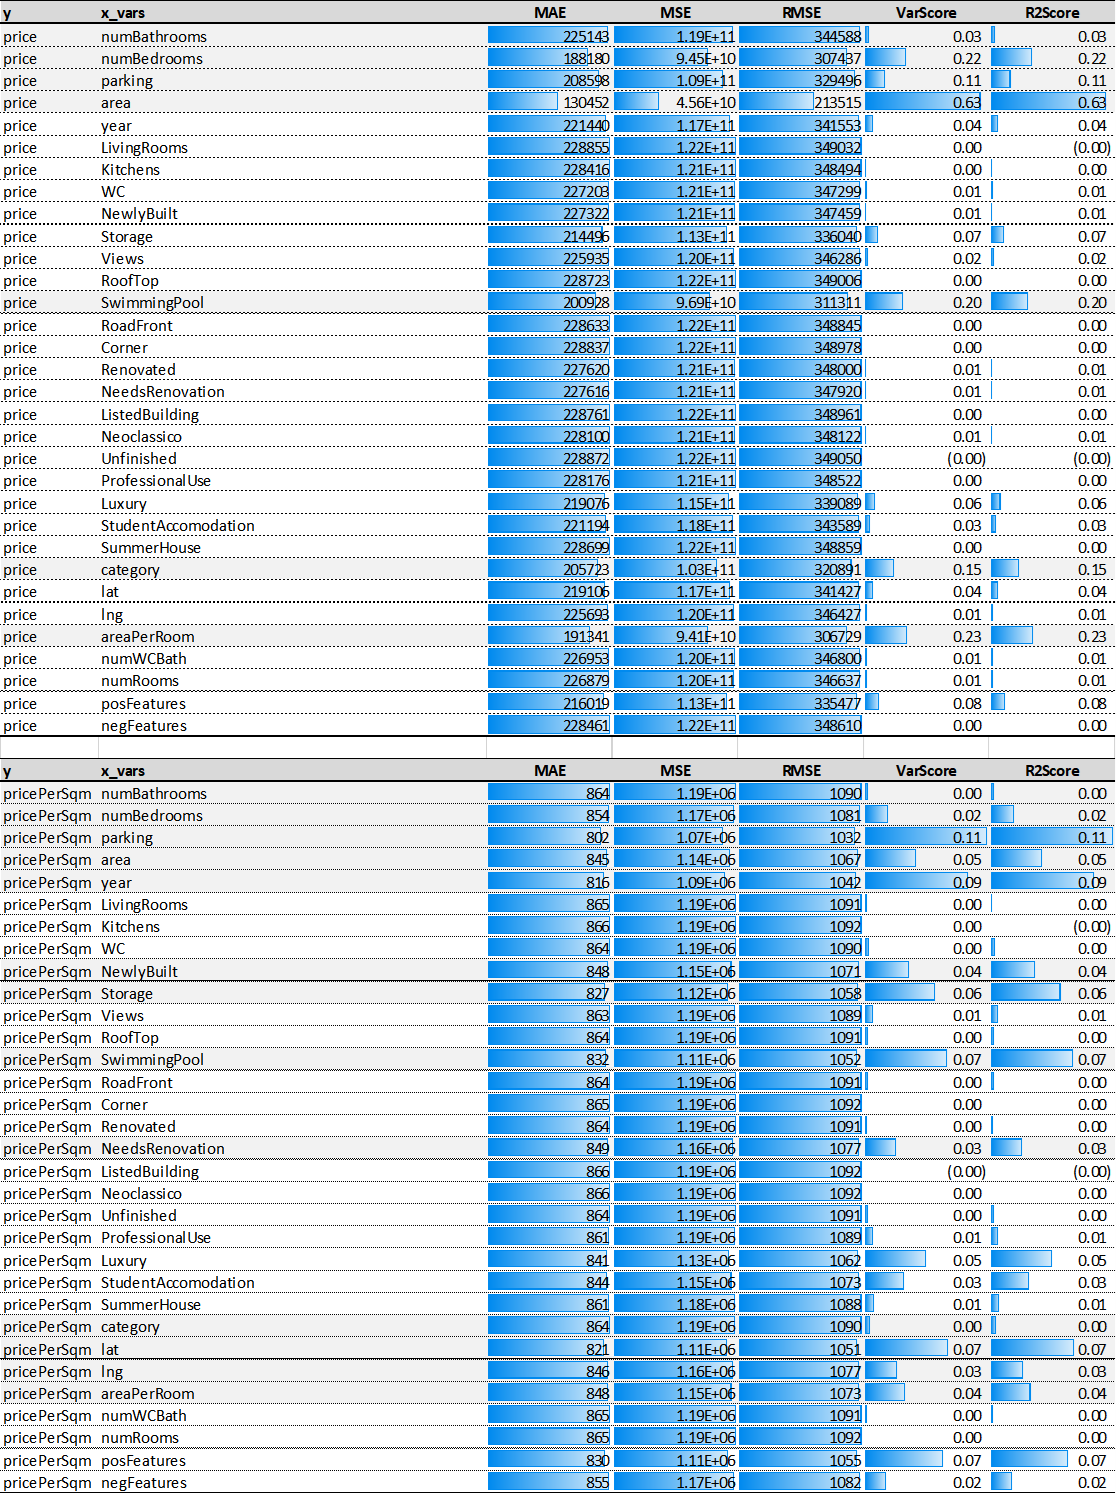 y x_vars MAE MSE RMSE VarScore R2Score
price numBathrooms 225143 1.19E+11 344588 0.03 0.03
price numBedrooms 188180 9.45E+10 307437 0.22 0.22
price parking 208598 1.09E+11 329496 0.11 0.11
price area 130452 4.56E+10 213515 0.63 0.63
price year 221440 1.17E+11 341553 0.04 0.04
price LivingRooms 228855 1.22E+11 349032 0.00 (0.00)
price Kitchens 228416 1.21E+11 348494 0.00 0.00
price WC 227203 1.21E+11 347299 0.01 0.01
price NewlyBuilt 227322 1.21E+11 347459 0.01 0.01
price Storage 214496 1.13E+11 336040 0.07 0.07
price Views 225935 1.20E+11 346286 0.02 0.02
price RoofTop 228723 1.22E+11 349006 0.00 0.00
price SwimmingPool 200928 9.69E+10 311311 0.20 0.20
price RoadFront 228633 1.22E+11 348845 0.00 0.00
price Corner 228837 1.22E+11 348978 0.00 0.00
price Renovated 227620 1.21E+11 348000 0.01 0.01
price NeedsRenovation 227616 1.21E+11 347920 0.01 0.01
price ListedBuilding 228761 1.22E+11 348961 0.00 0.00
price Neoclassico 228100 1.21E+11 348122 0.01 0.01
price Unfinished 228872 1.22E+11 349050 (0.00) (0.00)
price ProfessionalUse 228176 1.21E+11 348522 0.00 0.00
price Luxury 219076 1.15E+11 339089 0.06 0.06
price StudentAccomodation 221194 1.18E+11 343589 0.03 0.03
price SummerHouse 228699 1.22E+11 348859 0.00 0.00
price category 205723 1.03E+11 320891 0.15 0.15
price lat 219106 1.17E+11 341427 0.04 0.04
price lng 225693 1.20E+11 346427 0.01 0.01
price areaPerRoom 191341 9.41E+10 306729 0.23 0.23
price numWCBath 226953 1.20E+11 346800 0.01 0.01
price numRooms 226879 1.20E+11 346637 0.01 0.01
price posFeatures 216019 1.13E+11 335477 0.08 0.08
price negFeatures 228461 1.22E+11 348610 0.00 0.00
y x_vars MAE MSE RMSE VarScore R2Score
pricePerSqm numBathrooms 864 1.19E+06 1090 0.00 0.00
pricePerSqm numBedrooms 854 1.17E+06 1081 0.02 0.02
pricePerSqm parking 802 1.07E+06 1032 0.11 0.11
pricePerSqm area 845 1.14E+06 1067 0.05 0.05
pricePerSqm year 816 1.09E+06 1042 0.09 0.09
pricePerSqm LivingRooms 865 1.19E+06 1091 0.00 0.00
pricePerSqm Kitchens 866 1.19E+06 1092 0.00 (0.00)
pricePerSqm WC 864 1.19E+06 1090 0.00 0.00
pricePerSqm NewlyBuilt 848 1.15E+06 1071 0.04 0.04
pricePerSqm Storage 827 1.12E+06 1058 0.06 0.06
pricePerSqm Views 863 1.19E+06 1089 0.01 0.01
pricePerSqm RoofTop 864 1.19E+06 1091 0.00 0.00
pricePerSqm SwimmingPool 832 1.11E+06 1052 0.07 0.07
pricePerSqm RoadFront 864 1.19E+06 1091 0.00 0.00
pricePerSqm Corner 865 1.19E+06 1092 0.00 0.00
pricePerSqm Renovated 864 1.19E+06 1091 0.00 0.00
pricePerSqm NeedsRenovation 849 1.16E+06 1077 0.03 0.03
pricePerSqm ListedBuilding 866 1.19E+06 1092 (0.00) (0.00)
pricePerSqm Neoclassico 866 1.19E+06 1092 0.00 0.00
pricePerSqm Unfinished 864 1.19E+06 1091 0.00 0.00
pricePerSqm ProfessionalUse 861 1.19E+06 1089 0.01 0.01
pricePerSqm Luxury 841 1.13E+06 1062 0.05 0.05
pricePerSqm StudentAccomodation 844 1.15E+06 1073 0.03 0.03
pricePerSqm SummerHouse 861 1.18E+06 1088 0.01 0.01
pricePerSqm category 864 1.19E+06 1090 0.00 0.00
pricePerSqm lat 821 1.11E+06 1051 0.07 0.07
pricePerSqm lng 846 1.16E+06 1077 0.03 0.03
pricePerSqm areaPerRoom 848 1.15E+06 1073 0.04 0.04
pricePerSqm numWCBath 865 1.19E+06 1091 0.00 0.00
pricePerSqm numRooms 865 1.19E+06 1092 0.00 0.00
pricePerSqm posFeatures 830 1.11E+06 1055 0.07 0.07
pricePerSqm negFeatures 855 1.17E+06 1082 0.02 0.02